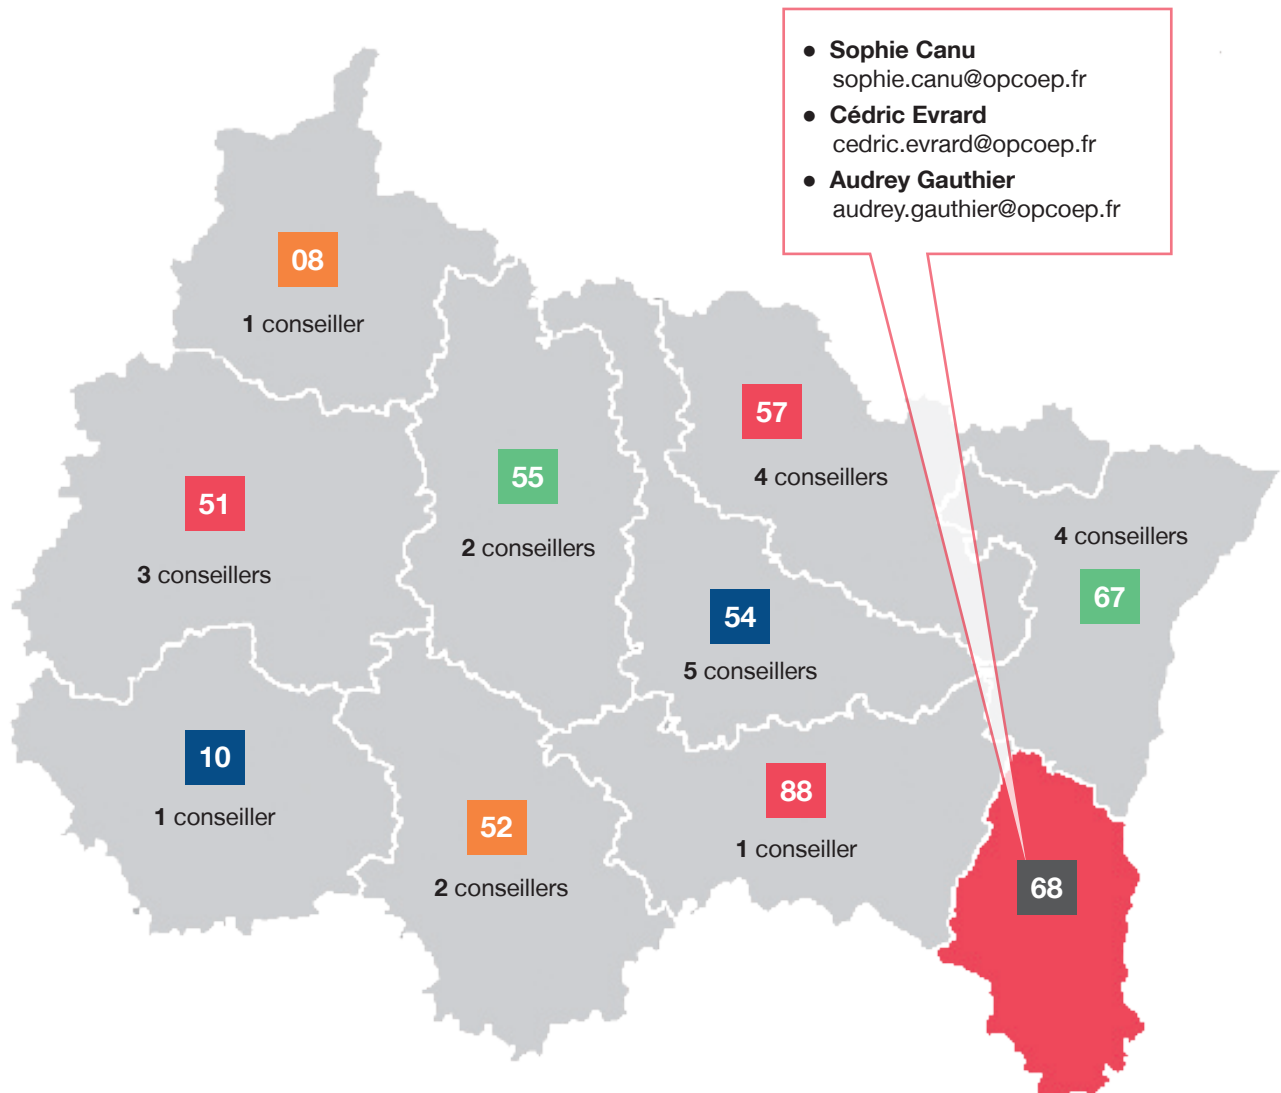 ● Sophie Canu
sophie.canu@opcoep.fr
● Cédric Evrard
cedric.evrard@opcoep.fr
● Audrey Gauthier
audrey.gauthier@opcoep.fr
08
1 conseiller
57
4 conseillers
55
2 conseillers
51
3 conseillers
4 conseillers
67
54
5 conseillers
10
1 conseiller
88
1 conseiller
52
2 conseillers
68